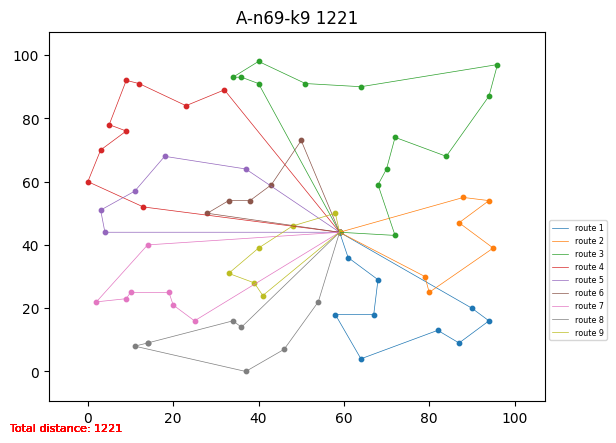 A-n69-k9 1221
100
80
60
40
20
0
0 20 40 60 80 100
route 1
route 2
route 3
route 4
route 5
route 6
route 7
route 8
route 9
Total distance: 1221